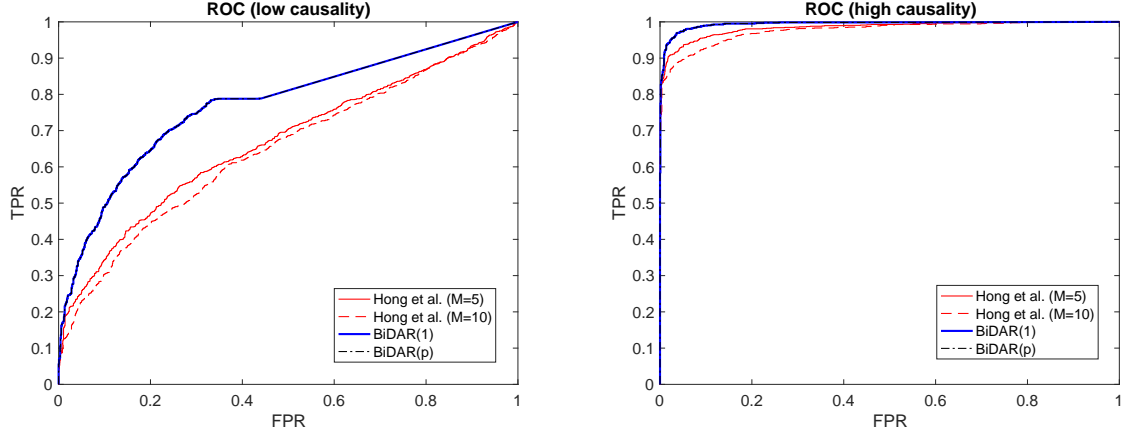 ROC (low causality)
1
0.9
0.8
0.7
0.6
0.5
0.4
0.3
0.2
0.1
0
TPR
0
0.2
0.4
0.6
0.8
1
FPR
Hong et al. (M=5)
Hong et al. (M=10)
BiDAR(1)
BiDAR(p)
ROC (high causality)
1
0.9
0.8
0.7
0.6
0.5
0.4
0.3
0.2
0.1
0
TPR
0
0.2
0.4
0.6
0.8
1
FPR
Hong et al. (M=5)
Hong et al. (M=10)
BiDAR(1)
BiDAR(p)